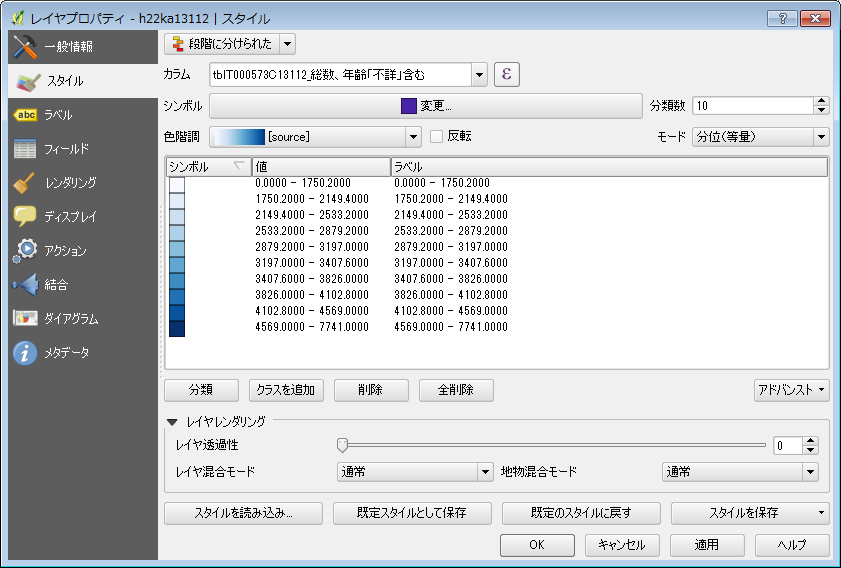 レイヤプロパティ - h22ka13112 | スタイル
一般情報
スタイル
abc ラベル
フィールド
レンダリング
ディスプレイ
アクション
結合
ダイアグラム
i メタデータ
段階に分けられた
カラム tblT000573C13112_総数、年齢「不詳」含む ε
シンボル 変更... 分類数 10
色階調 [source] 反転 モード 分位(等量)
シンボル 値 ラベル
0.0000 - 1750.2000 0.0000 - 1750.2000
1750.2000 - 2149.4000 1750.2000 - 2149.4000
2149.4000 - 2533.2000 2149.4000 - 2533.2000
2533.2000 - 2879.2000 2533.2000 - 2879.2000
2879.2000 - 3197.0000 2879.2000 - 3197.0000
3197.0000 - 3407.6000 3197.0000 - 3407.6000
3407.6000 - 3826.0000 3407.6000 - 3826.0000
3826.0000 - 4102.8000 3826.0000 - 4102.8000
4102.8000 - 4569.0000 4102.8000 - 4569.0000
4569.0000 - 7741.0000 4569.0000 - 7741.0000
分類 クラスを追加 削除 全削除 アドバンスト
レイヤレンダリング
レイヤ透過性 0
レイヤ混合モード 通常 地物混合モード 通常
スタイルを読み込み... 既定スタイルとして保存 既定のスタイルに戻す スタイルを保存
OK キャンセル 適用 ヘルプ